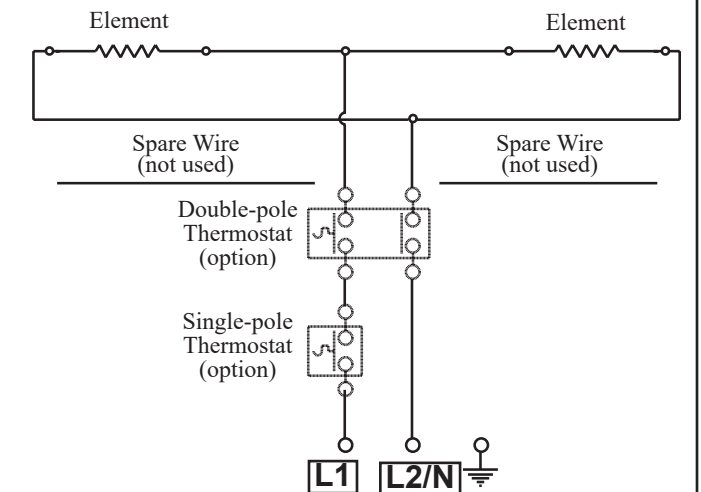 Element
Element
Spare Wire
(not used)
Spare Wire
(not used)
Double-pole
Thermostat
(option)
Single-pole
Thermostat
(option)
L1
L2/N